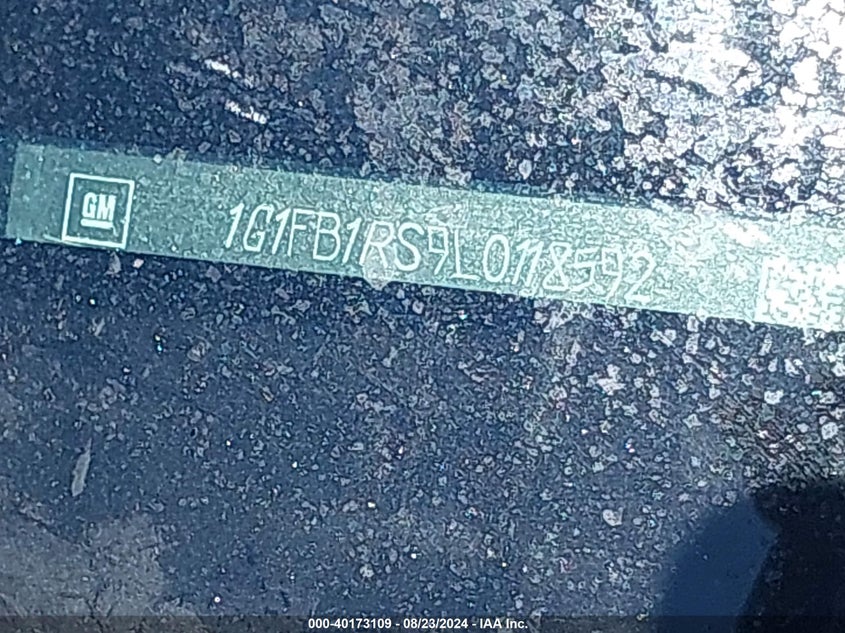 GM
1G1FB1RS9L0118592
000-40173109 - 08/23/2024 - IAA Inc.